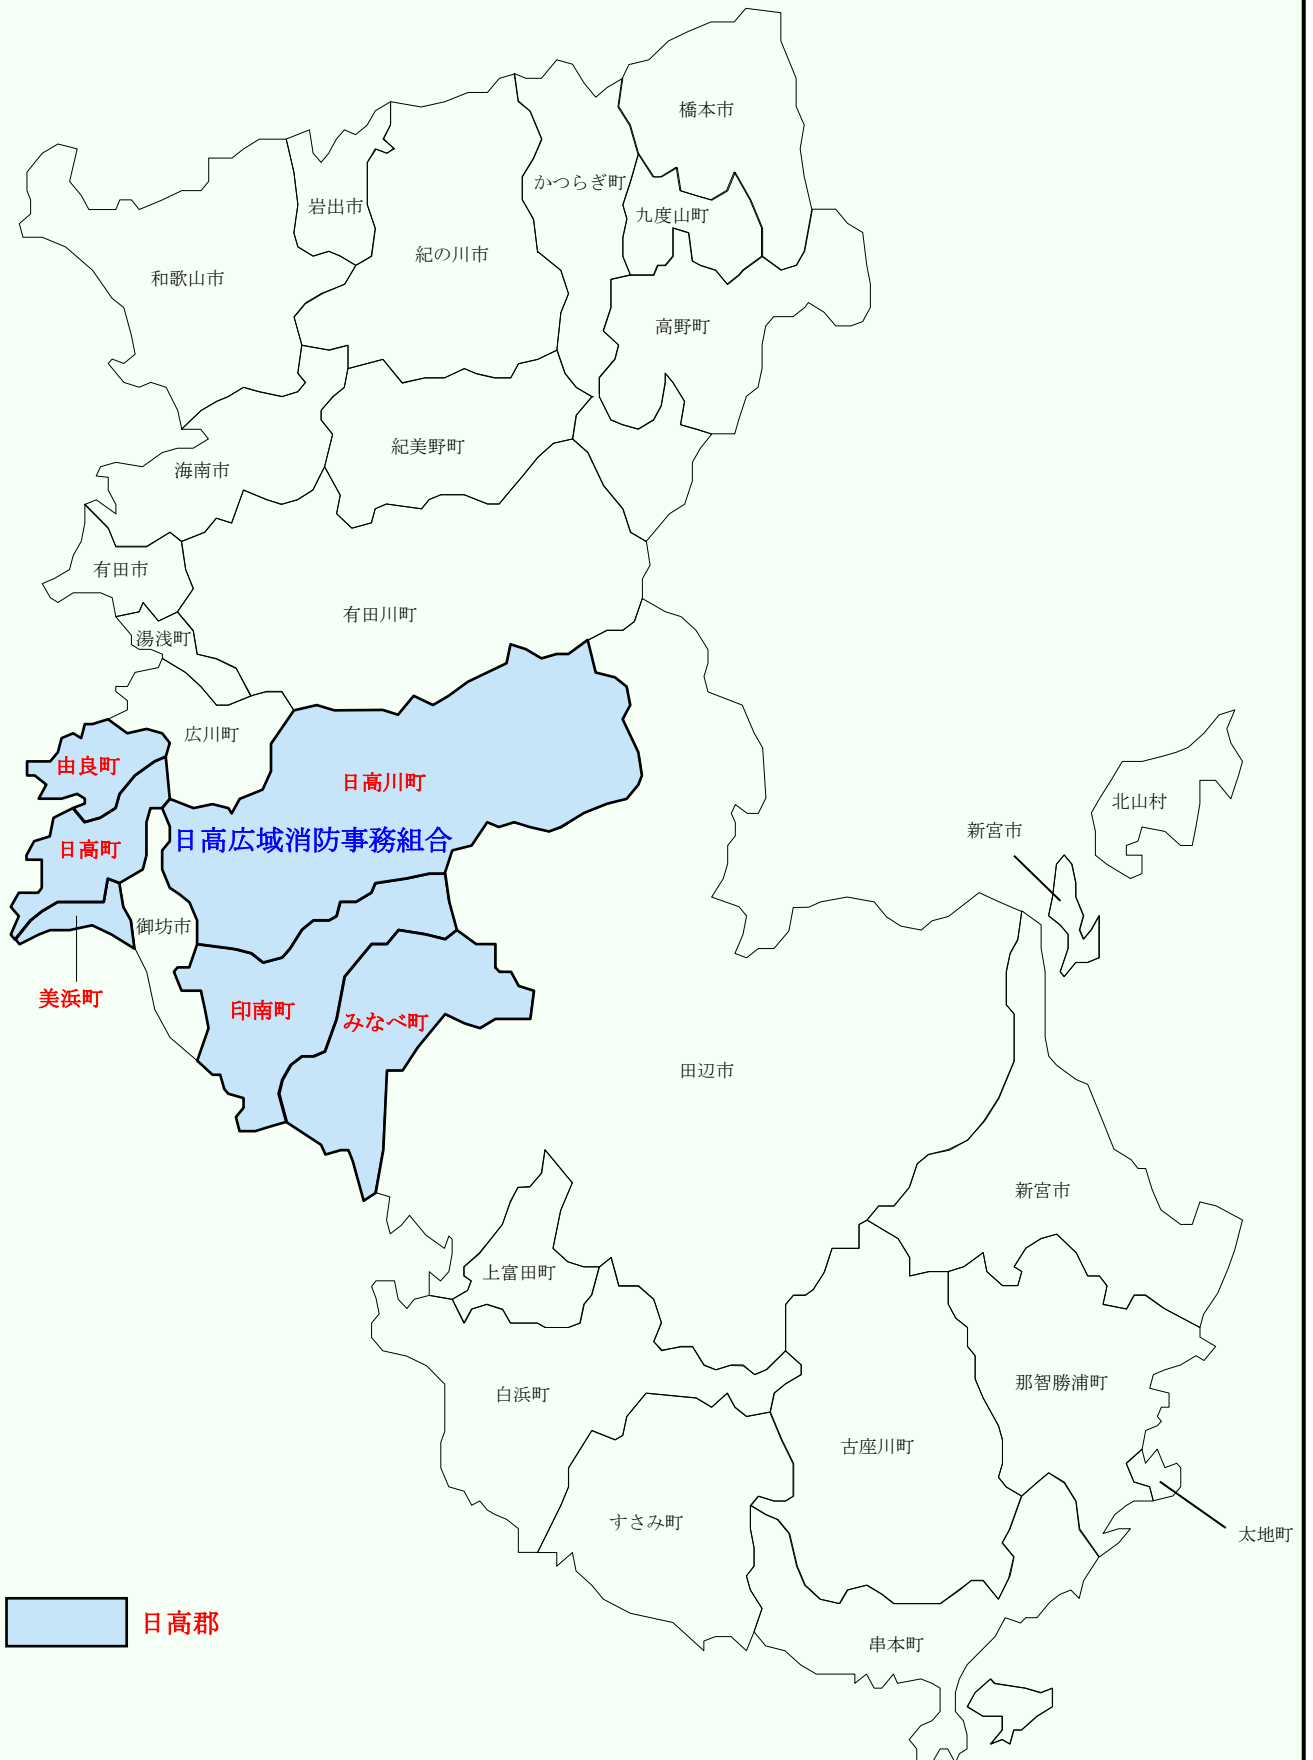 橋本市
かつらぎ町
岩出市
九度山町
紀の川市
和歌山市
高野町
紀美野町
海南市
有田市
有田川町
湯浅町
広川町
由良町
日高川町
北山村
新宮市
日高広域消防事務組合
日高町
御坊市
美浜町
印南町
みなべ町
田辺市
新宮市
上富田町
那智勝浦町
白浜町
古座川町
すさみ町
太地町
日高郡
串本町